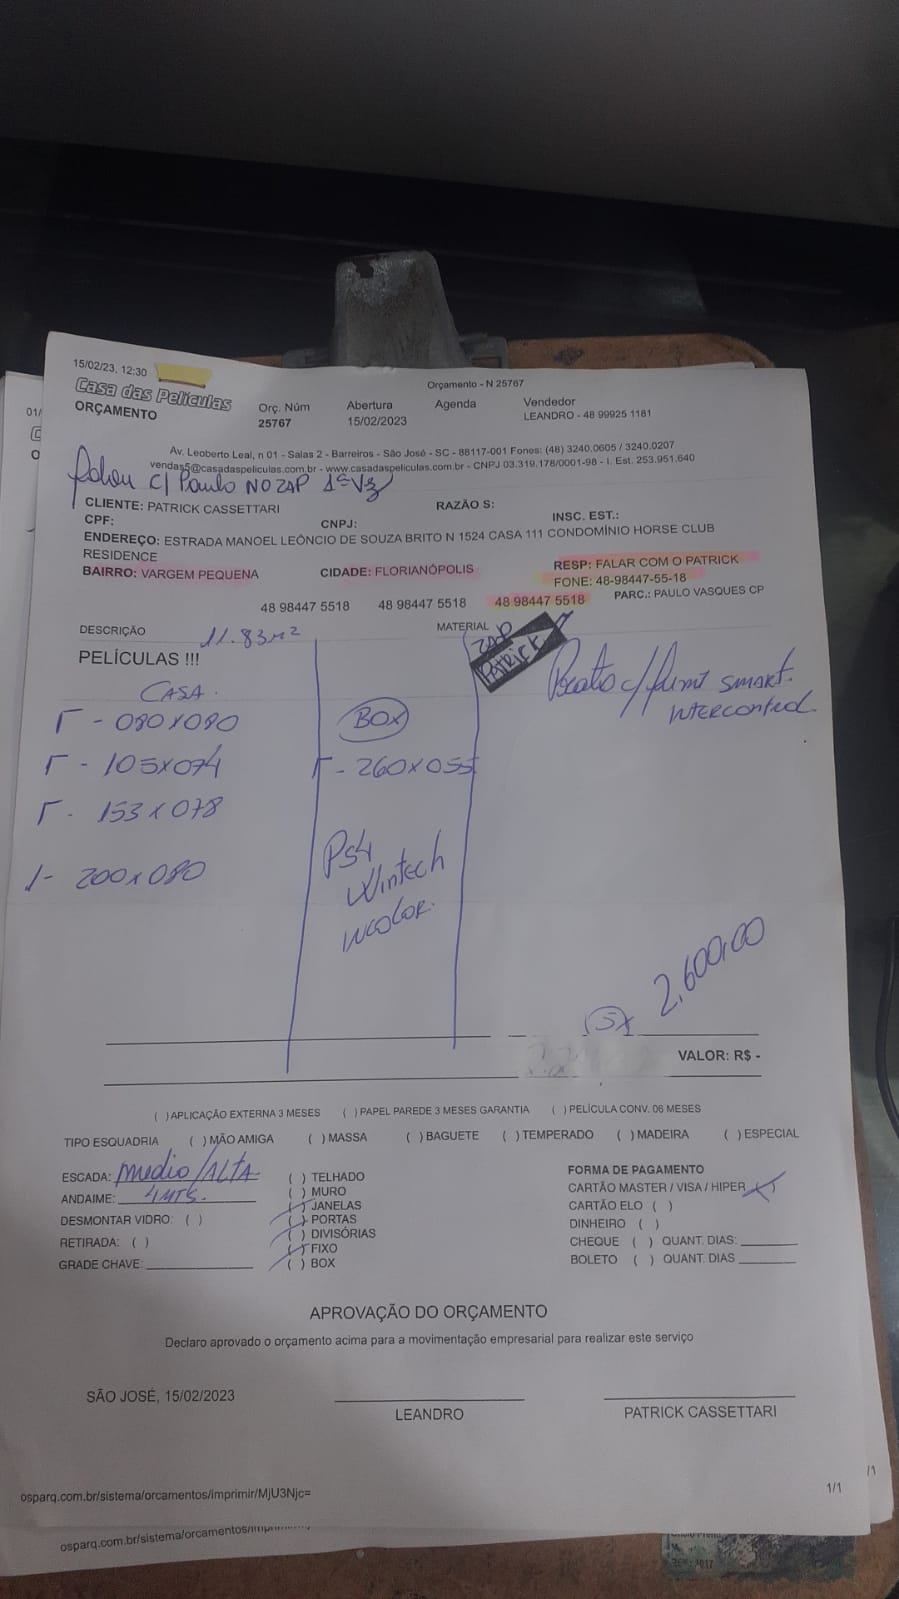 15/02/23, 12:30
Orçamento - N 25767
Casa das Películas
ORÇAMENTO
Orç. Núm Abertura Agenda Vendedor
25767 15/02/2023 LEANDRO - 48 99925 1181
Av. Leoberto Leal, n 01 - Salas 2 - Barreiros - São José - SC - 88117-001 Fones: (48) 3240.0605 / 3240.0207
vendas5@casadaspeliculas.com.br - www.casadaspeliculas.com.br - CNPJ 03.319.178/0001-98 - I. Est. 253.951.640
Falou C/ Paulo NO ZAP 1ª Vz
CLIENTE: PATRICK CASSETTARI RAZÃO S:
CPF: CNPJ: INSC. EST.:
ENDEREÇO: ESTRADA MANOEL LEÔNCIO DE SOUZA BRITO N 1524 CASA 111 CONDOMÍNIO HORSE CLUB
RESIDENCE
RESP: FALAR COM O PATRICK
BAIRRO: VARGEM PEQUENA CIDADE: FLORIANÓPOLIS FONE: 48-98447-55-18
48 98447 5518 48 98447 5518 48 98447 5518 PARC.: PAULO VASQUES CP
DESCRIÇÃO 11.83m² MATERIAL
ZAP
PATRICK
PELÍCULAS !!!
smart.
INTERCONTROL
CASA.
080X080
BOX
105X074
260X055
153X078
1- 200X080
PS4
Wintech
INCOLOR.
2.600,00
5x
VALOR: R$ -
( )APLICAÇÃO EXTERNA 3 MESES ( )PAPEL PAREDE 3 MESES GARANTIA ( )PELÍCULA CONV. 06 MESES
TIPO ESQUADRIA ( )MÃO AMIGA ( )MASSA ( )BAGUETE ( )TEMPERADO ( )MADEIRA ( )ESPECIAL
ESCADA: medio/ALTA
ANDAIME: 4MTS.
DESMONTAR VIDRO: ( )
RETIRADA: ( )
GRADE CHAVE:
( ) TELHADO
( ) MURO
( ) JANELAS
( ) PORTAS
( ) DIVISÓRIAS
( ) FIXO
( ) BOX
FORMA DE PAGAMENTO
CARTÃO MASTER / VISA / HIPER ( )
CARTÃO ELO ( )
DINHEIRO ( )
CHEQUE ( ) QUANT. DIAS:
BOLETO ( ) QUANT. DIAS
APROVAÇÃO DO ORÇAMENTO
Declaro aprovado o orçamento acima para a movimentação empresarial para realizar este serviço
SÃO JOSÉ, 15/02/2023
LEANDRO PATRICK CASSETTARI
osparq.com.br/sistema/orcamentos/imprimir/MjU3Njc= 1/1
osparq.com.br/sistema/orcamentos/